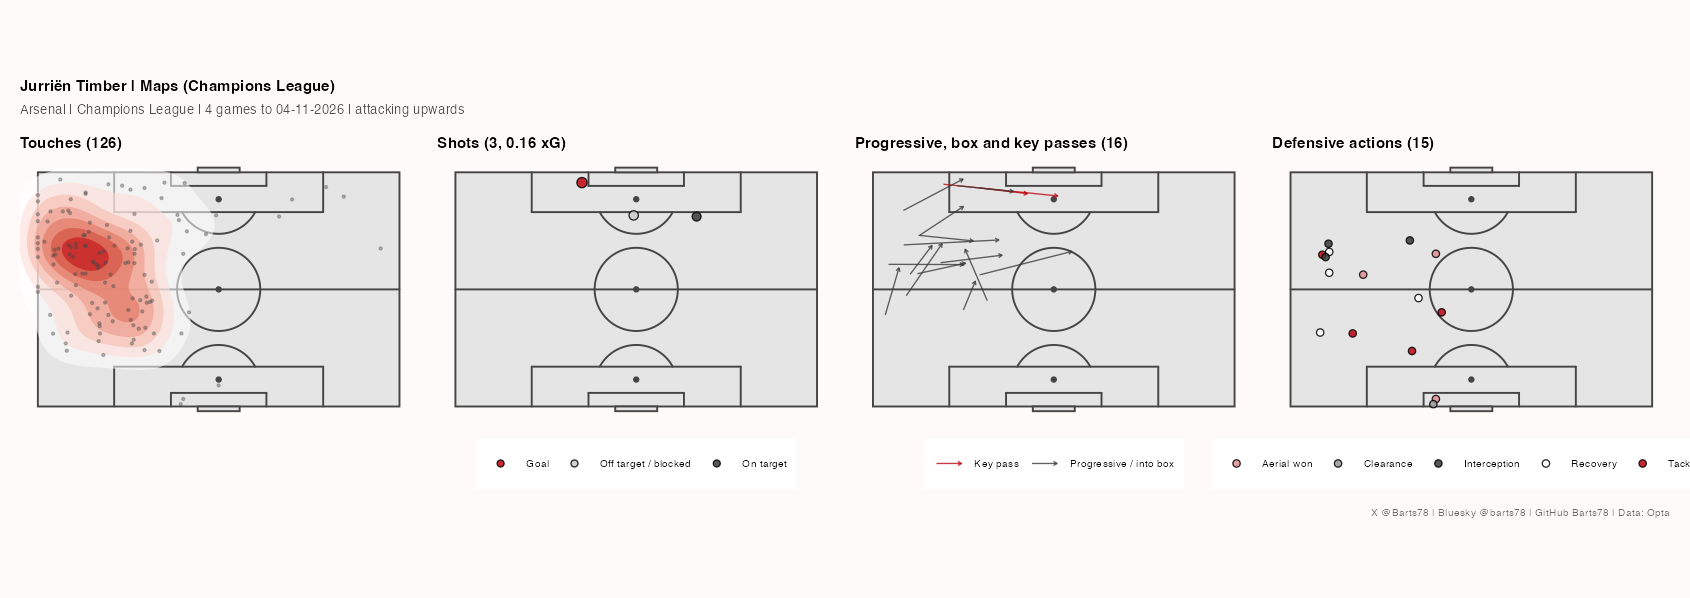 Jurriën Timber | Maps (Champions League)
Arsenal | Champions League | 4 games to 04-11-2026 | attacking upwards
Touches (126)
Shots (3, 0.16 xG)
Progressive, box and key passes (16)
Defensive actions (15)
Goal
Off target / blocked
On target
Key pass
Progressive / into box
Aerial won
Clearance
Interception
Recovery
Tack
X @Barts78 | Bluesky @barts78 | GitHub Barts78 | Data: Opta